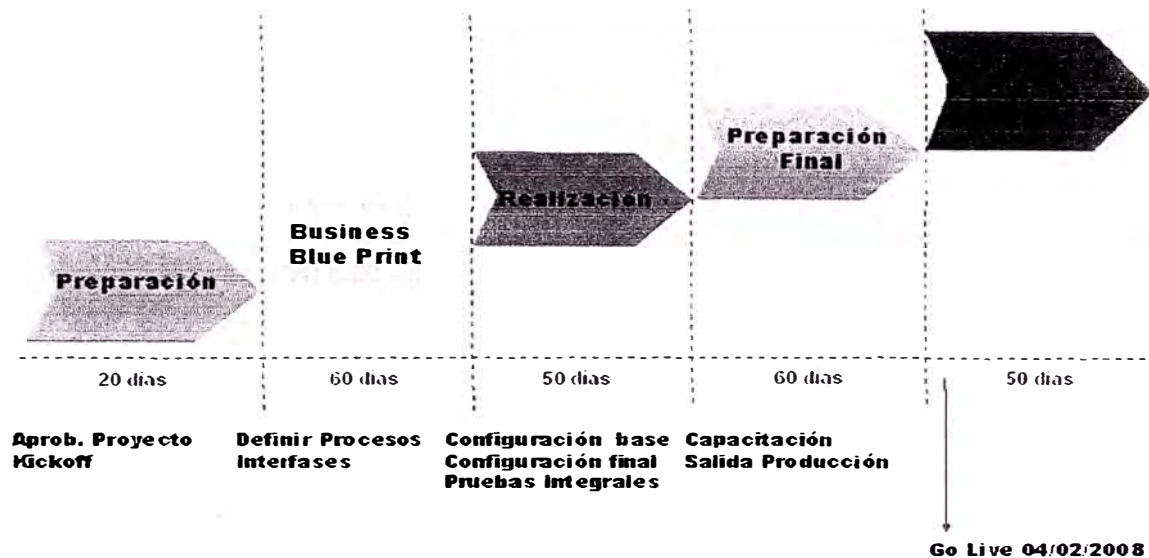 Preparación
Final
Realización
Business
Blue Print
Preparación
20 dias
60 dias
50 dias
60 dias
50 dias
Aprob. Proyecto
Kickoff
Definir Procesos
Interfases
Configuración base
Configuración final
Pruebas Integrales
Capacitación
Salida Producción
Go Live 04/02/2008